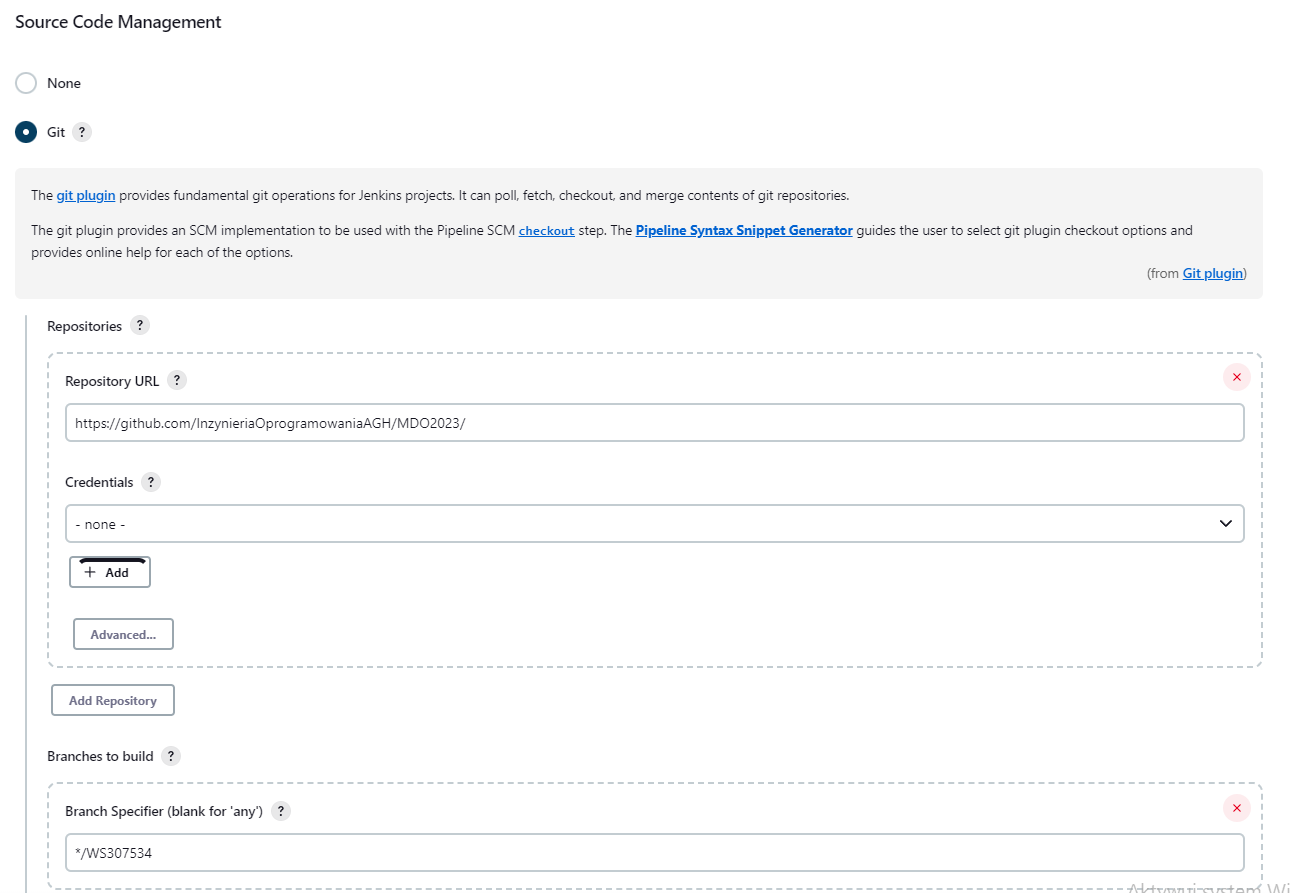 Source Code Management
None
Git ?
The git plugin provides fundamental git operations for Jenkins projects. It can poll, fetch, checkout, and merge contents of git repositories.
The git plugin provides an SCM implementation to be used with the Pipeline SCM checkout step. The Pipeline Syntax Snippet Generator guides the user to select git plugin checkout options and
provides online help for each of the options.
(from Git plugin)
Repositories ?
Repository URL ?
https://github.com/InzynieriaOprogramowaniaAGH/MDO2023/
Credentials ?
- none -
+ Add
Advanced...
Add Repository
Branches to build ?
Branch Specifier (blank for 'any') ?
*/WS307534
Aktywuj system Wi